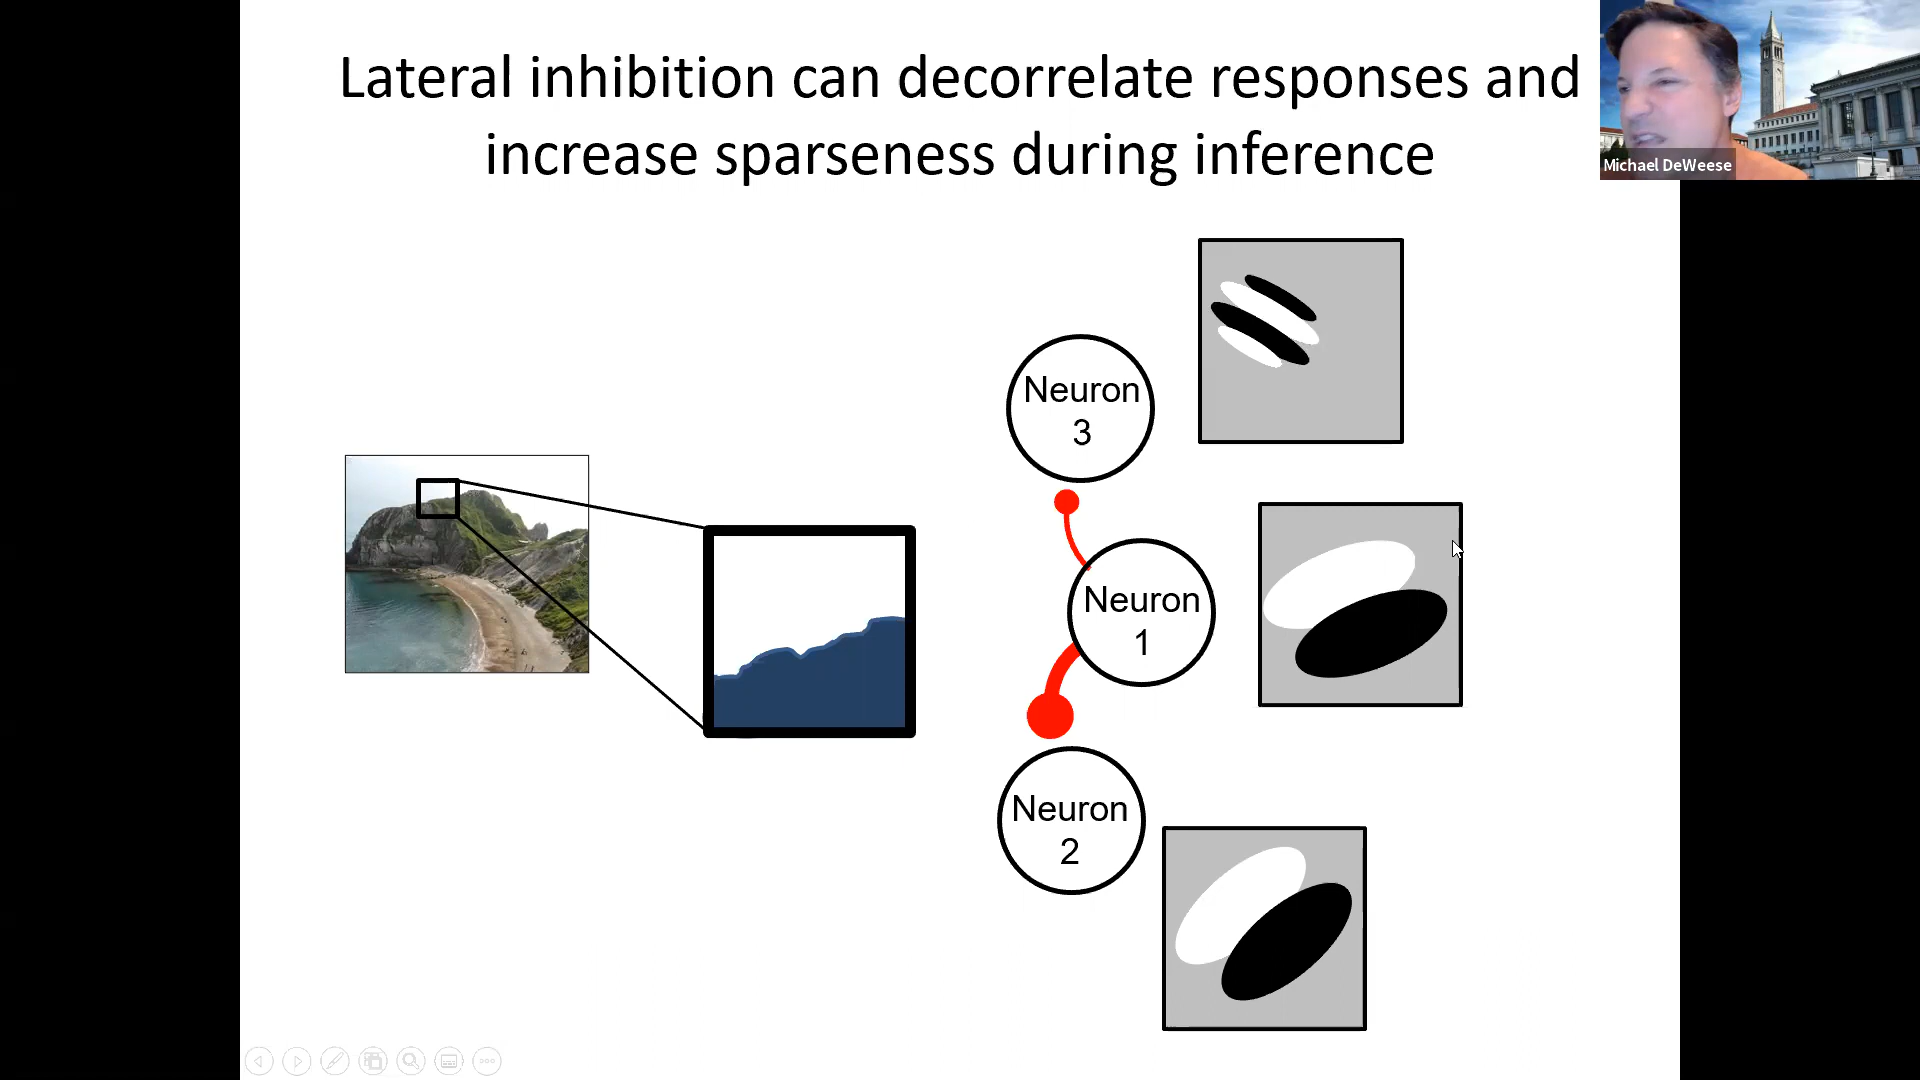 Lateral inhibition can decorrelate responses and
increase sparseness during inference
Michael DeWeese
Neuron
3
Neuron
1
Neuron
2